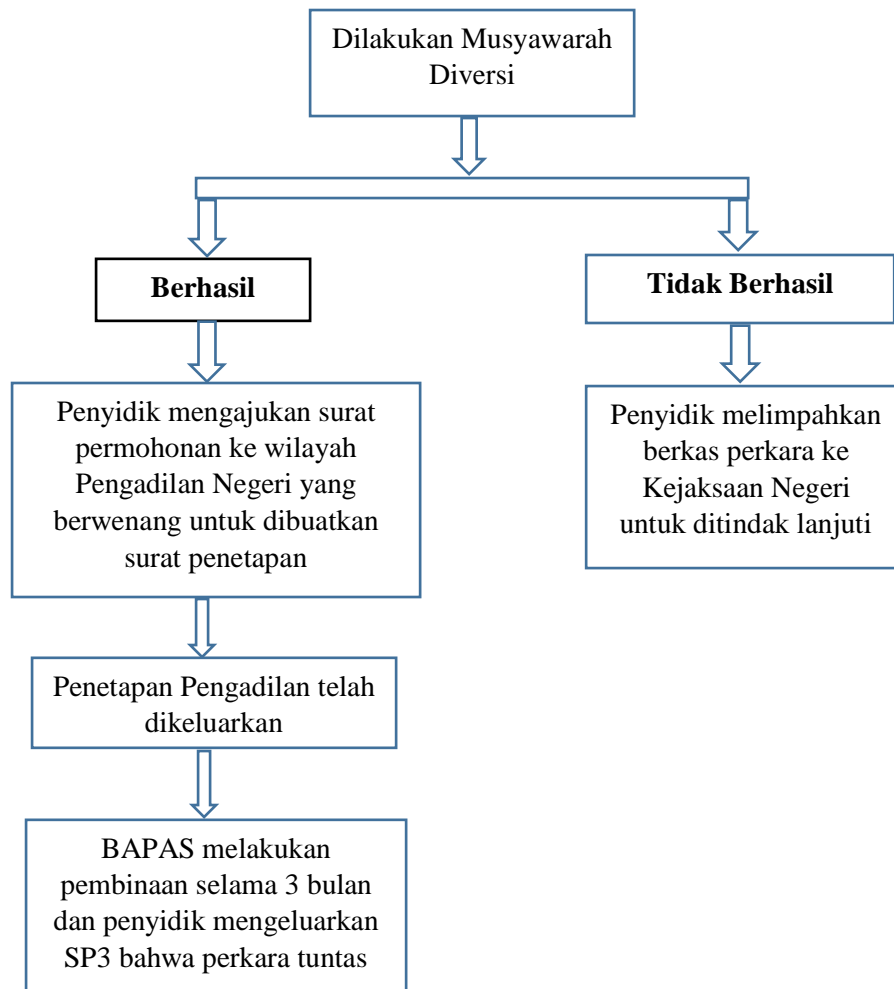 Dilakukan Musyawarah
Diversi
Berhasil
Tidak Berhasil
Penyidik mengajukan surat
permohonan ke wilayah
Pengadilan Negeri yang
berwenang untuk dibuatkan
surat penetapan
Penyidik melimpahkan
berkas perkara ke
Kejaksaan Negeri
untuk ditindak lanjuti
Penetapan Pengadilan telah
dikeluarkan
BAPAS melakukan
pembinaan selama 3 bulan
dan penyidik mengeluarkan
SP3 bahwa perkara tuntas